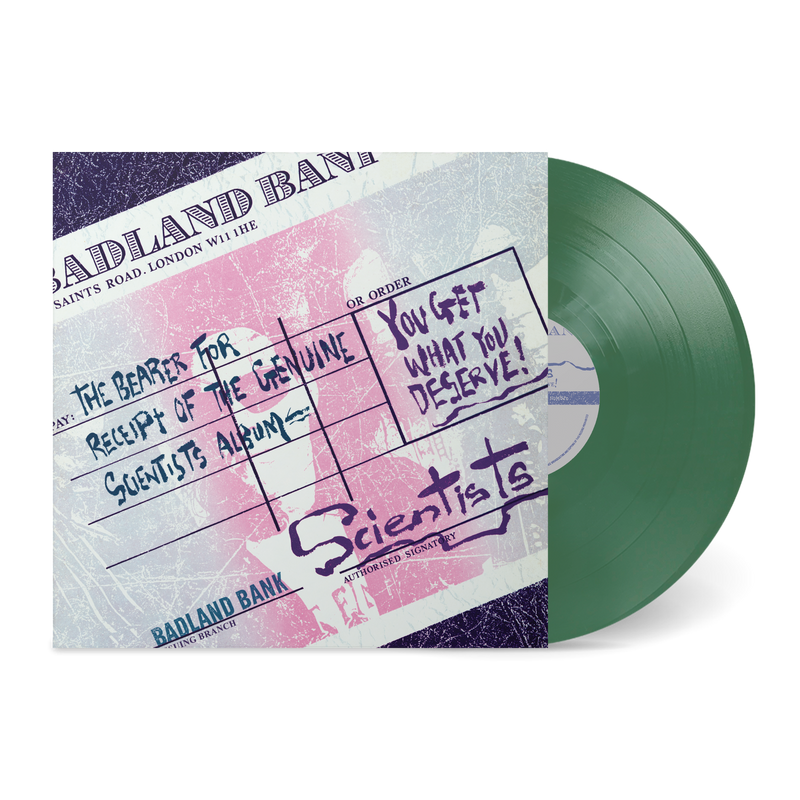 BADLAND BANK
SAINTS ROAD. LONDON W11 1HE
OR ORDER
YOU GET
WHAT YOU
DESERVE!
PAY: THE BEARER FOR
RECEIPT OF THE GENUINE
SCIENTISTS ALBUM
Scientists
AUTHORISED SIGNATORY
BADLAND BANK
SUING BRANCH